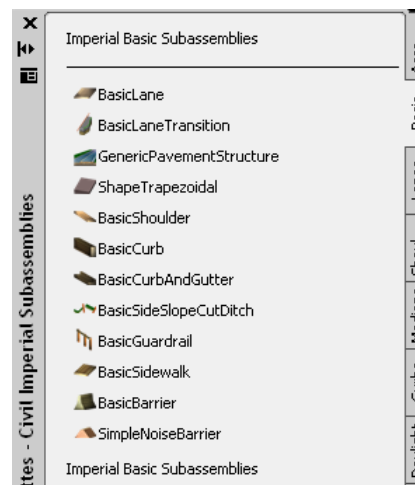 Imperial Basic Subassemblies
BasicLane
BasicLaneTransition
GenericPavementStructure
ShapeTrapezoidal
BasicShoulder
BasicCurb
BasicCurbAndGutter
BasicSideSlopeCutDitch
BasicGuardrail
BasicSidewalk
BasicBarrier
SimpleNoiseBarrier
Imperial Basic Subassemblies
ttes - Civil Imperial Subassemblies